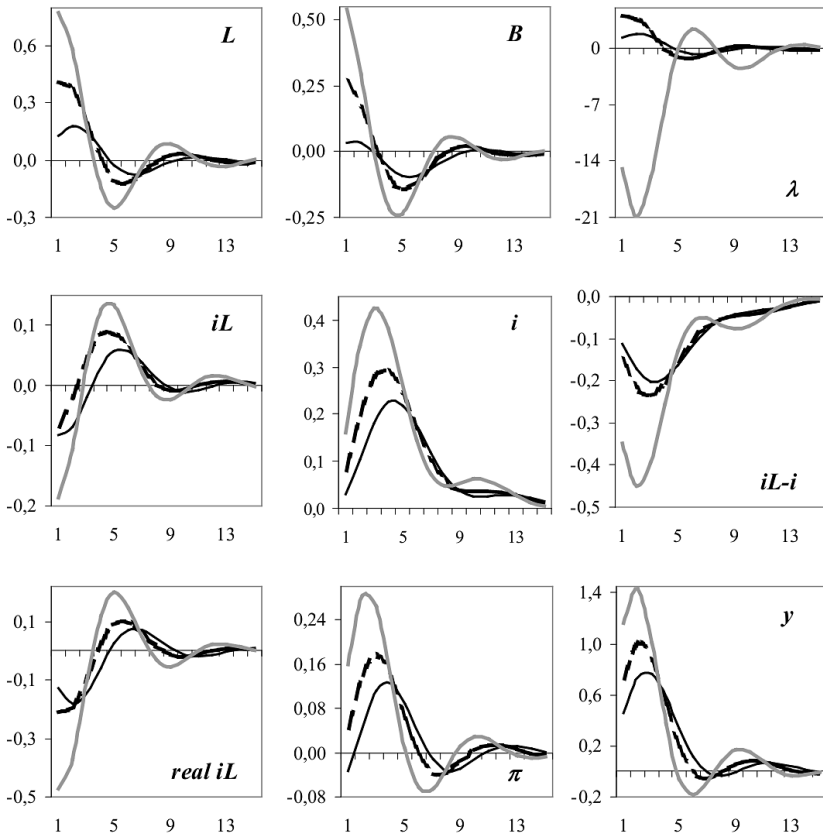 L
0,6
0,3
0,0
-0,3
1 5 9 13
B
0,50
0,25
0,00
-0,25
1 5 9 13
λ
0
-7
-14
-21
1 5 9 13
iL
0,1
0,0
-0,1
-0,2
1 5 9 13
i
0,4
0,3
0,2
0,1
0,0
1 5 9 13
iL-i
0,0
-0,1
-0,2
-0,3
-0,4
-0,5
1 5 9 13
real iL
0,1
-0,1
-0,3
-0,5
1 5 9 13
π
0,24
0,16
0,08
0,00
-0,08
1 5 9 13
y
1,4
1,0
0,6
0,2
-0,2
1 5 9 13